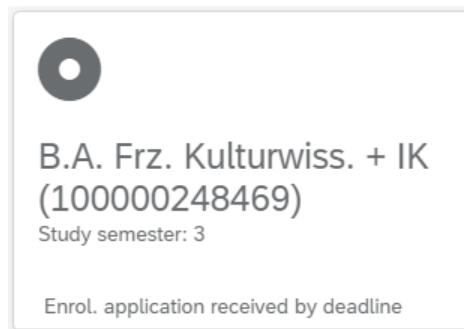 B.A. Frz. Kulturwiss. + IK
(100000248469)
Study semester: 3
Enrol. application received by deadline